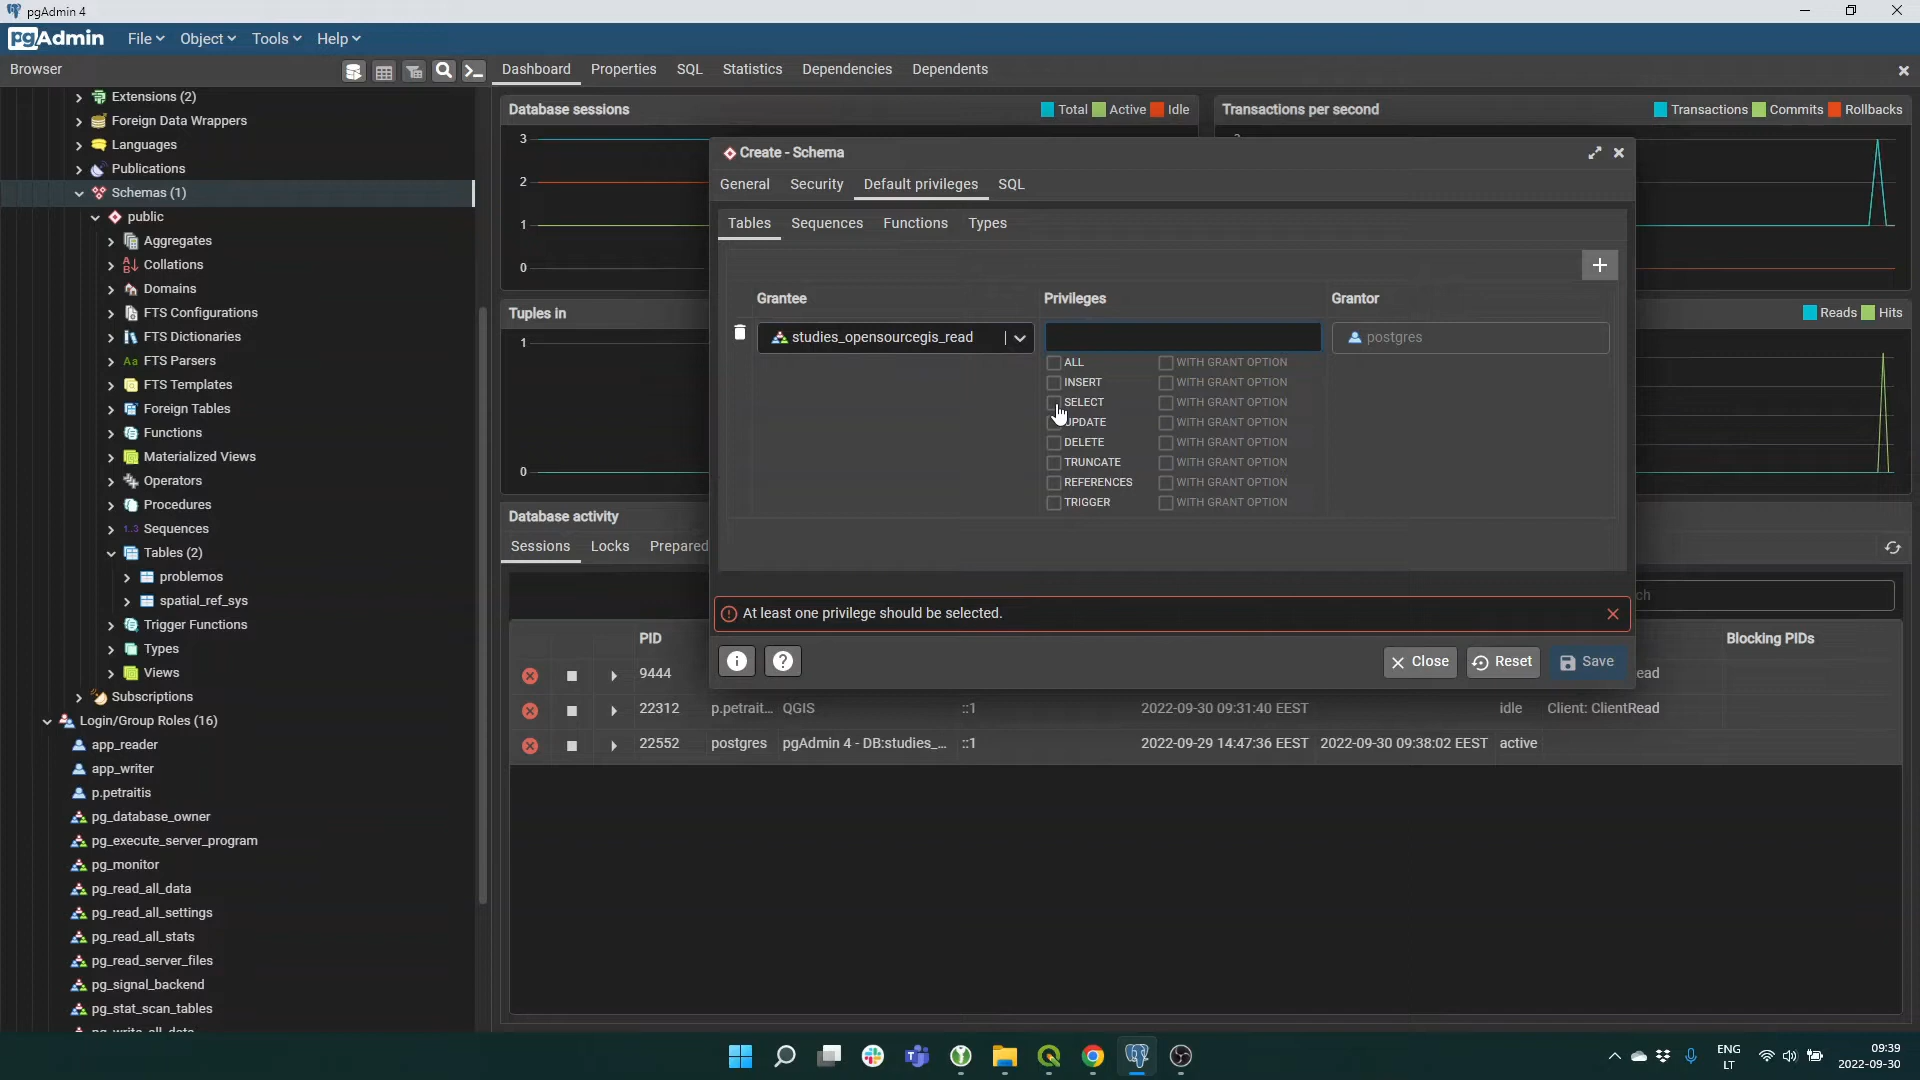 pgAdmin 4
pgAdmin File Object Tools Help
Browser
Dashboard Properties SQL Statistics Dependencies Dependents
Extensions (2)
Foreign Data Wrappers
Languages
Publications
Schemas (1)
public
Aggregates
Collations
Domains
FTS Configurations
FTS Dictionaries
Aa FTS Parsers
FTS Templates
Foreign Tables
Functions
Materialized Views
Operators
Procedures
1..3 Sequences
Tables (2)
problemos
spatial_ref_sys
Trigger Functions
Types
Views
Subscriptions
Login/Group Roles (16)
app_reader
app_writer
p.petraitis
pg_database_owner
pg_execute_server_program
pg_monitor
pg_read_all_data
pg_read_all_settings
pg_read_all_stats
pg_read_server_files
pg_signal_backend
pg_stat_scan_tables
Database sessions Total Active Idle
3
2
1
0
Transactions per second Transactions Commits Rollbacks
Tuples in
1
0
Reads Hits
Create - Schema
General Security Default privileges SQL
Tables Sequences Functions Types
Grantee Privileges Grantor
studies_opensourcegis_read postgres
ALL WITH GRANT OPTION
INSERT WITH GRANT OPTION
SELECT WITH GRANT OPTION
UPDATE WITH GRANT OPTION
DELETE WITH GRANT OPTION
TRUNCATE WITH GRANT OPTION
REFERENCES WITH GRANT OPTION
TRIGGER WITH GRANT OPTION
At least one privilege should be selected.
Close Reset Save
Database activity
Sessions Locks Prepared
PID Blocking PIDs
9444 ead
22312 p.petrait... QGIS ::1 2022-09-30 09:31:40 EEST idle Client: ClientRead
22552 postgres pgAdmin 4 - DB:studies_... ::1 2022-09-29 14:47:36 EEST 2022-09-30 09:38:02 EEST active
ENG
LT
09:39
2022-09-30